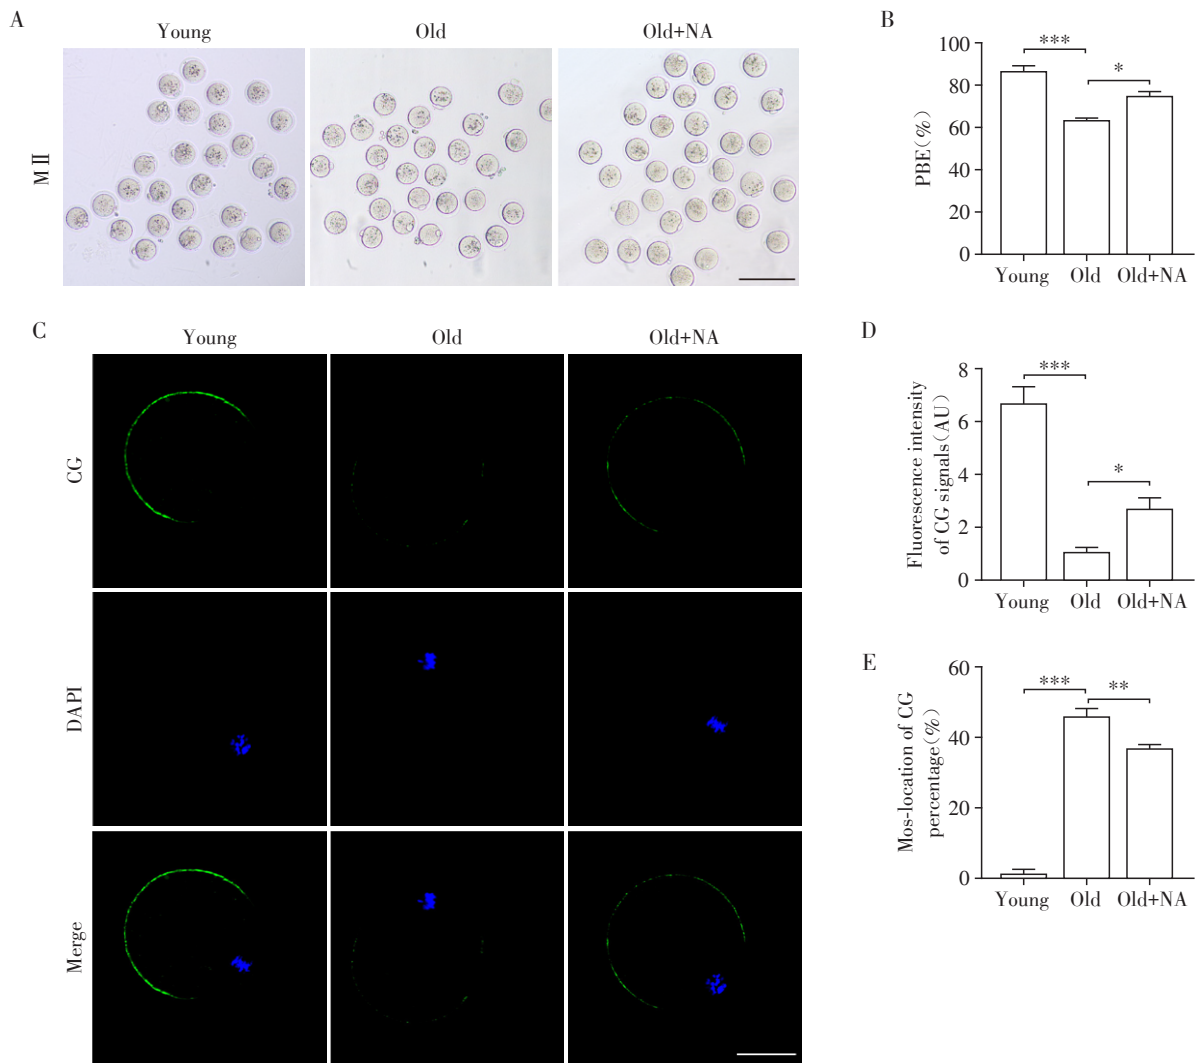 A
Young
Old
Old+NA
MⅡ
B
PBE(%)
100
80
60
40
20
0
***
*
Young
Old
Old+NA
C
Young
Old
Old+NA
CG
DAPI
Merge
D
Fluorescence intensity
of CG signals(AU)
8
6
4
2
0
***
*
Young
Old
Old+NA
E
Mos-location of CG
percentage(%)
60
40
20
0
***
**
Young
Old
Old+NA